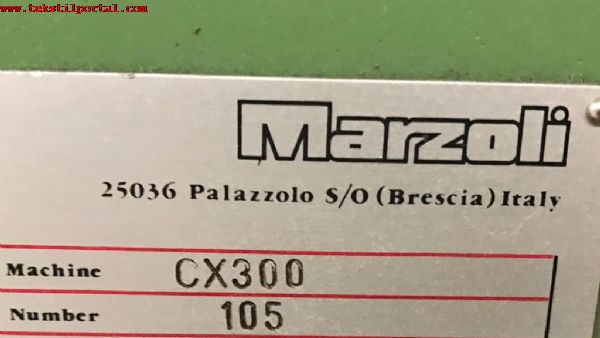 www.tekstilportal.com
Marzoli
25036 Palazzolo S/O (Brescia) Italy
Machine CX300
Number 105